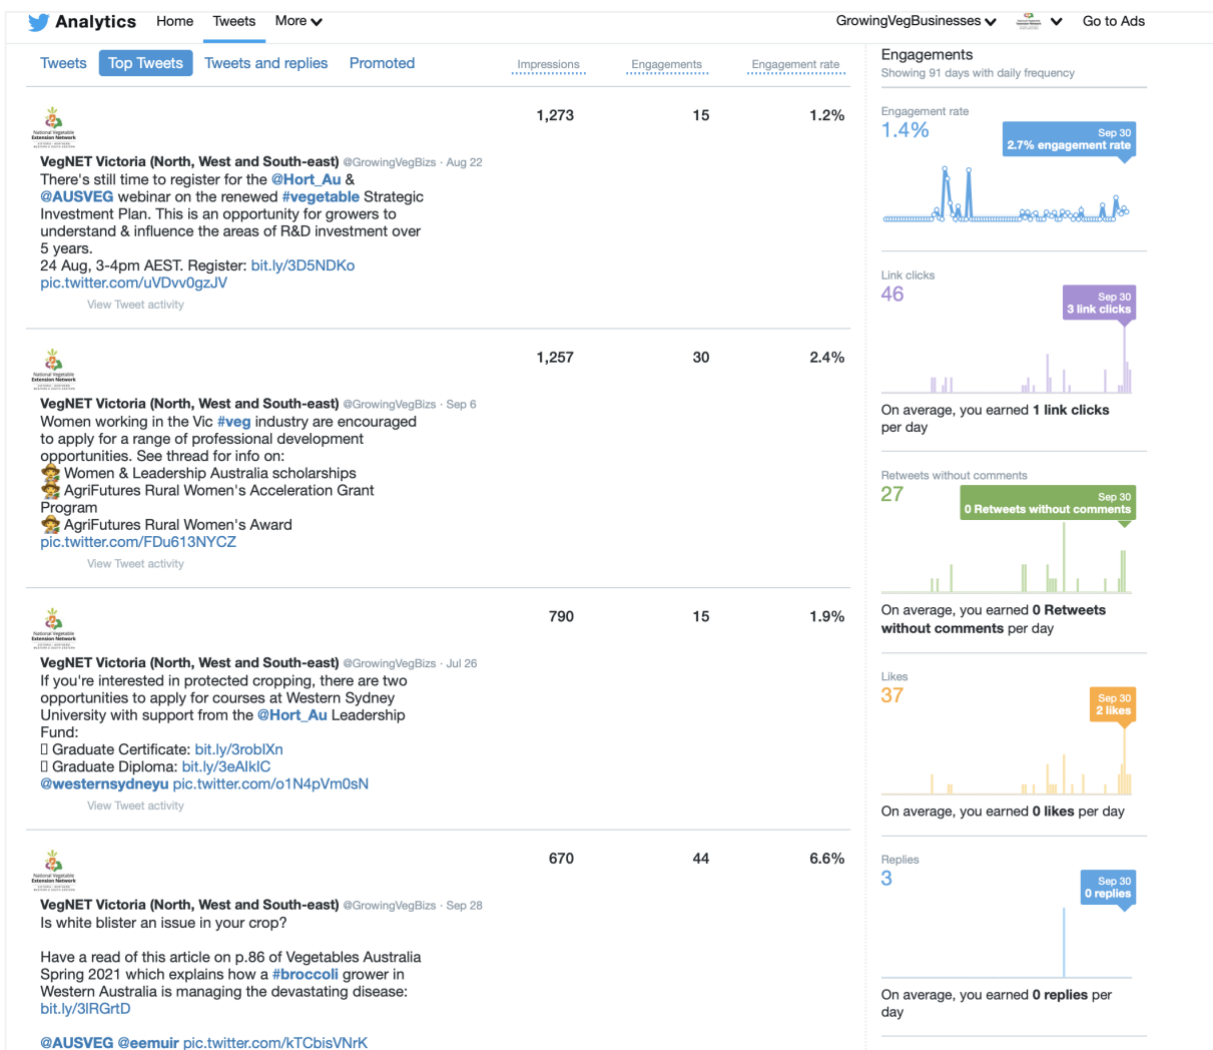 Analytics Home Tweets More GrowingVegBusinesses Go to Ads
Tweets Top Tweets Tweets and replies Promoted Impressions Engagements Engagement rate
1,273 15 1.2%
National Vegetable
Extension Network
VegNET Victoria (North, West and South-east) @GrowingVegBizs · Aug 22
There's still time to register for the @Hort_Au &
@AUSVEG webinar on the renewed #vegetable Strategic
Investment Plan. This is an opportunity for growers to
understand & influence the areas of R&D investment over
5 years.
24 Aug, 3-4pm AEST. Register: bit.ly/3D5NDKo
pic.twitter.com/uVDvv0gzJV
View Tweet activity
1,257 30 2.4%
National Vegetable
Extension Network
VegNET Victoria (North, West and South-east) @GrowingVegBizs · Sep 6
Women working in the Vic #veg industry are encouraged
to apply for a range of professional development
opportunities. See thread for info on:
Women & Leadership Australia scholarships
AgriFutures Rural Women's Acceleration Grant
Program
AgriFutures Rural Women's Award
pic.twitter.com/FDu613NYCZ
View Tweet activity
790 15 1.9%
National Vegetable
Extension Network
VegNET Victoria (North, West and South-east) @GrowingVegBizs · Jul 26
If you're interested in protected cropping, there are two
opportunities to apply for courses at Western Sydney
University with support from the @Hort_Au Leadership
Fund:
Graduate Certificate: bit.ly/3roblXn
Graduate Diploma: bit.ly/3eAlklC
@westernsydneyu pic.twitter.com/o1N4pVm0sN
View Tweet activity
670 44 6.6%
National Vegetable
Extension Network
VegNET Victoria (North, West and South-east) @GrowingVegBizs · Sep 28
Is white blister an issue in your crop?
Have a read of this article on p.86 of Vegetables Australia
Spring 2021 which explains how a #broccoli grower in
Western Australia is managing the devastating disease:
bit.ly/3lRGrtD
@AUSVEG @eemuir pic.twitter.com/kTCbisVNrK
Engagements
Showing 91 days with daily frequency
Engagement rate
1.4%
Sep 30
2.7% engagement rate
Link clicks
46
Sep 30
3 link clicks
On average, you earned 1 link clicks
per day
Retweets without comments
27
Sep 30
0 Retweets without comments
On average, you earned 0 Retweets
without comments per day
Likes
37
Sep 30
2 likes
On average, you earned 0 likes per day
Replies
3
Sep 30
0 replies
On average, you earned 0 replies per
day